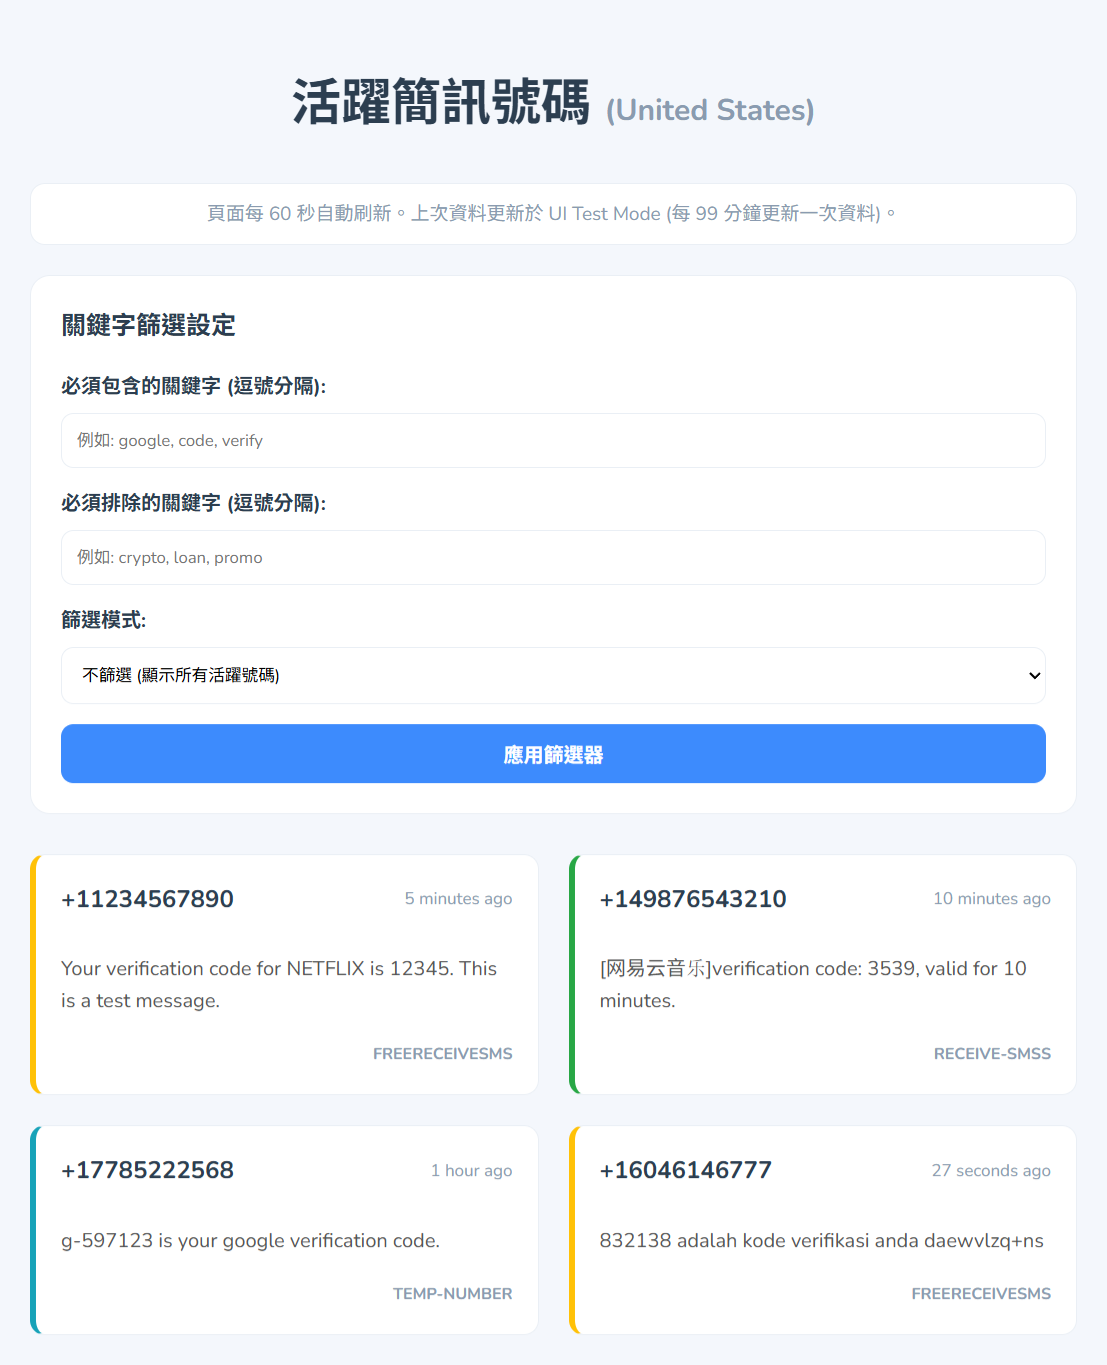 活躍簡訊號碼 (United States)
頁面每 60 秒自動刷新。上次資料更新於 UI Test Mode (每 99 分鐘更新一次資料)。
關鍵字篩選設定
必須包含的關鍵字 (逗號分隔):
例如: google, code, verify
必須排除的關鍵字 (逗號分隔):
例如: crypto, loan, promo
篩選模式:
不篩選 (顯示所有活躍號碼)
應用篩選器
+11234567890
5 minutes ago
Your verification code for NETFLIX is 12345. This
is a test message.
FREERECEIVESMS
+149876543210
10 minutes ago
[网易云音乐]verification code: 3539, valid for 10
minutes.
RECEIVE-SMSS
+17785222568
1 hour ago
g-597123 is your google verification code.
TEMP-NUMBER
+16046146777
27 seconds ago
832138 adalah kode verifikasi anda daewvlzq+ns
FREERECEIVESMS